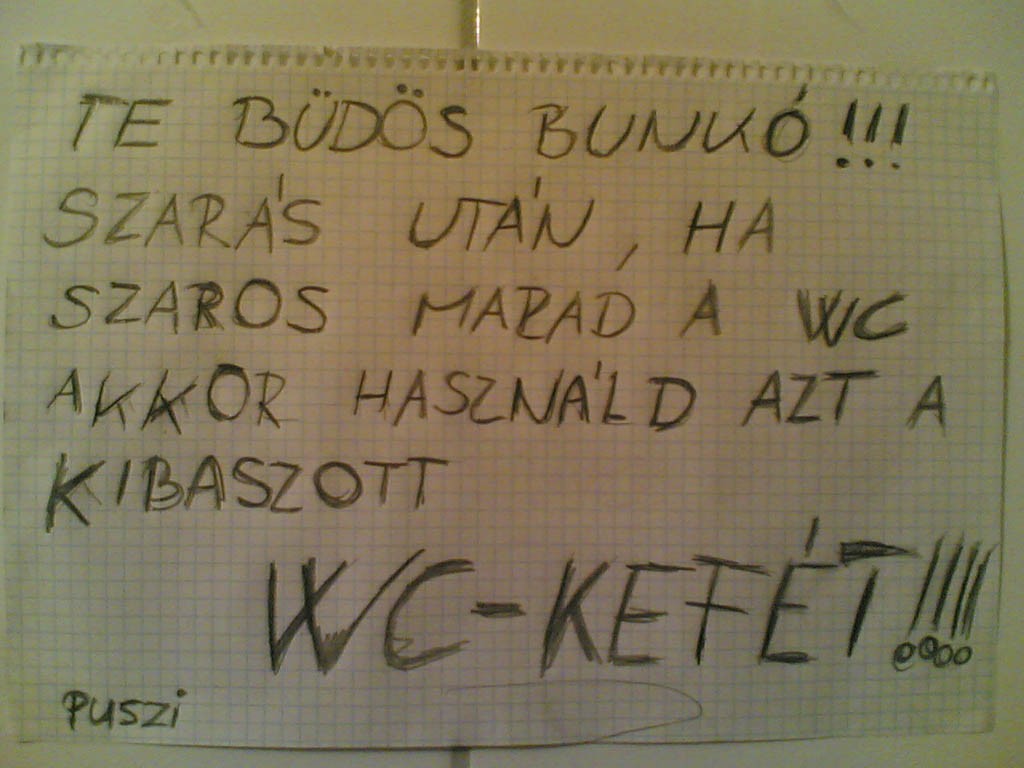 TE BÜDÖS BUNKÓ!!!
SZARÁS UTÁN, HA
SZAROS MARAD A WC
AKKOR HASZNÁLD AZT A
KIBASZOTT
WC-KEFÉT!!!!
PUSZI